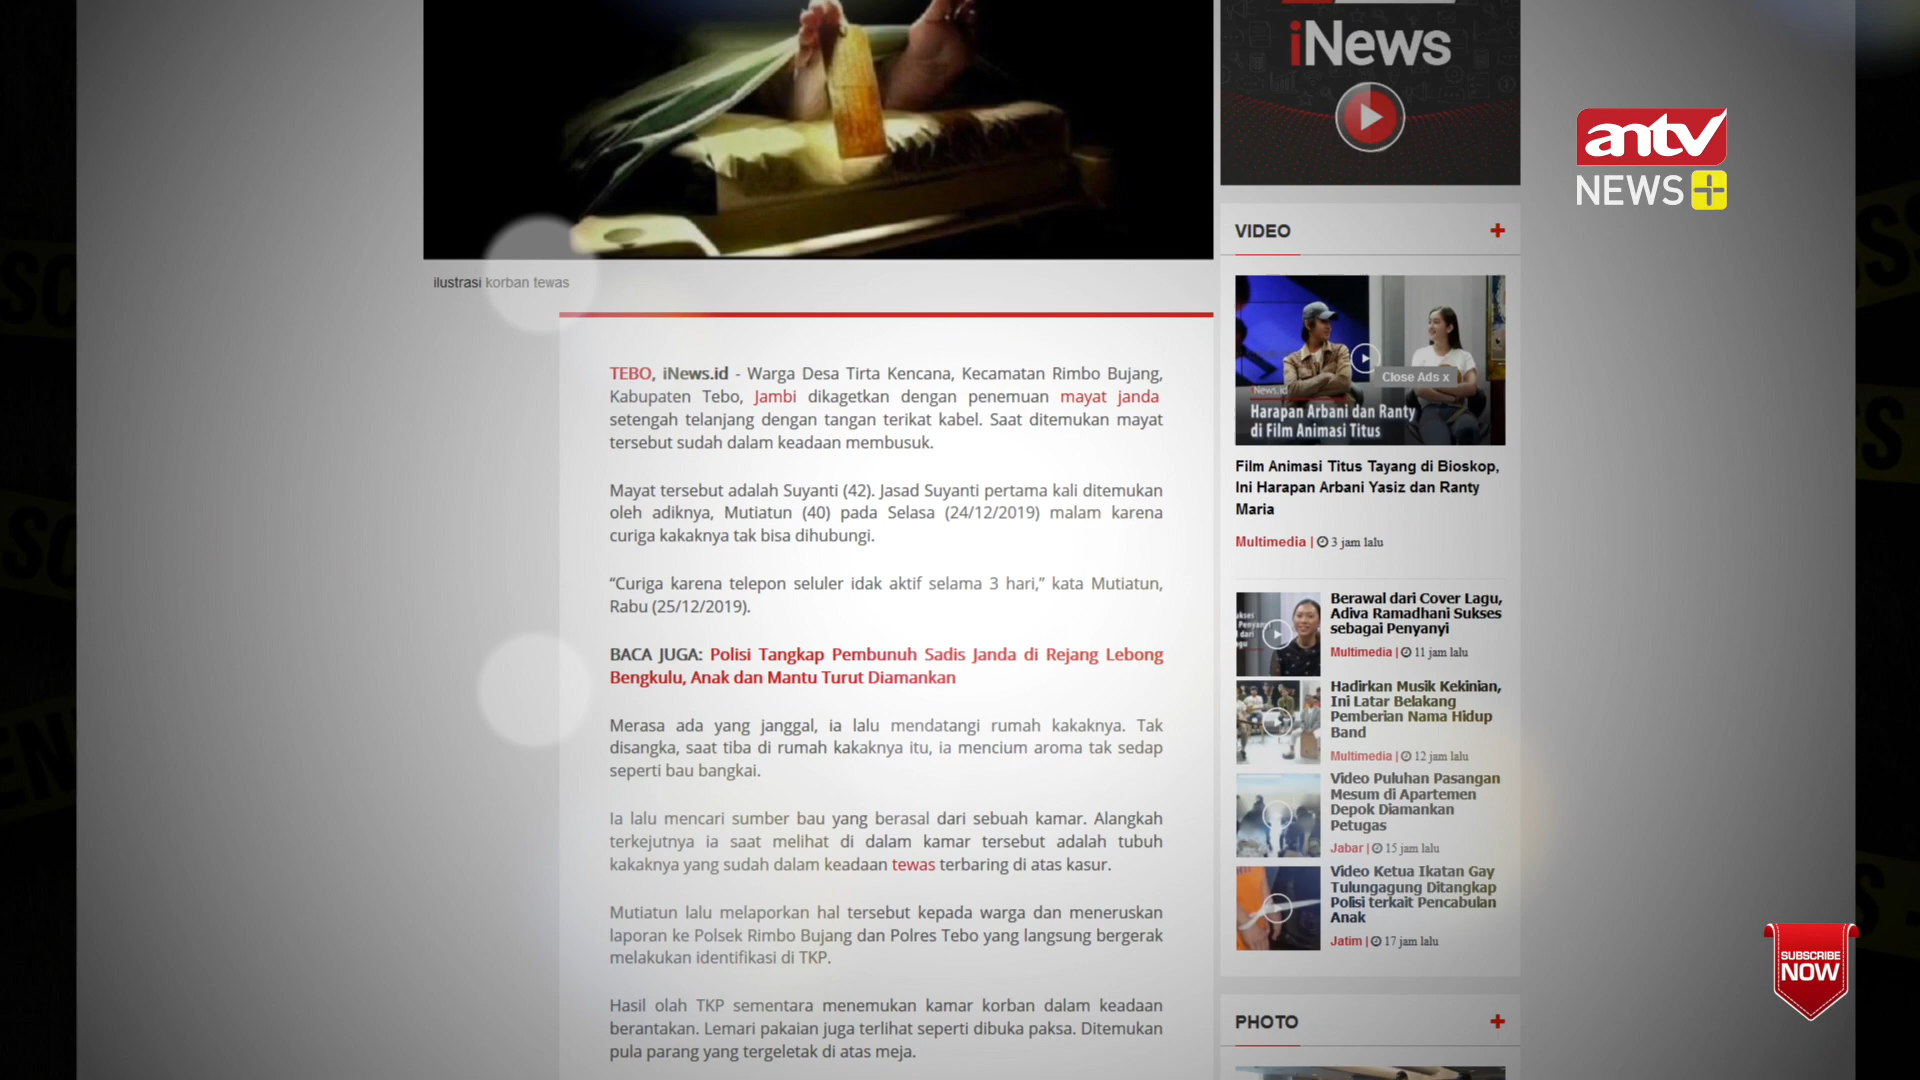 iNews
antv
NEWS+
ilustrasi korban tewas
TEBO, iNews.id - Warga Desa Tirta Kencana, Kecamatan Rimbo Bujang,
Kabupaten Tebo, Jambi dikagetkan dengan penemuan mayat janda
setengah telanjang dengan tangan terikat kabel. Saat ditemukan mayat
tersebut sudah dalam keadaan membusuk.
Mayat tersebut adalah Suyanti (42). Jasad Suyanti pertama kali ditemukan
oleh adiknya, Mutiatun (40) pada Selasa (24/12/2019) malam karena
curiga kakaknya tak bisa dihubungi.
“Curiga karena telepon seluler idak aktif selama 3 hari,” kata Mutiatun,
Rabu (25/12/2019).
BACA JUGA: Polisi Tangkap Pembunuh Sadis Janda di Rejang Lebong
Bengkulu, Anak dan Mantu Turut Diamankan
Merasa ada yang janggal, ia lalu mendatangi rumah kakaknya. Tak
disangka, saat tiba di rumah kakaknya itu, ia mencium aroma tak sedap
seperti bau bangkai.
Ia lalu mencari sumber bau yang berasal dari sebuah kamar. Alangkah
terkejutnya ia saat melihat di dalam kamar tersebut adalah tubuh
kakaknya yang sudah dalam keadaan tewas terbaring di atas kasur.
Mutiatun lalu melaporkan hal tersebut kepada warga dan meneruskan
laporan ke Polsek Rimbo Bujang dan Polres Tebo yang langsung bergerak
melakukan identifikasi di TKP.
Hasil olah TKP sementara menemukan kamar korban dalam keadaan
berantakan. Lemari pakaian juga terlihat seperti dibuka paksa. Ditemukan
pula parang yang tergeletak di atas meja.
VIDEO +
Close Ads x
News.id
Harapan Arbani dan Ranty
di Film Animasi Titus
Film Animasi Titus Tayang di Bioskop,
Ini Harapan Arbani Yasiz dan Ranty
Maria
Multimedia | 3 jam lalu
Berawal dari Cover Lagu,
Adiva Ramadhani Sukses
sebagai Penyanyi
Multimedia | 11 jam lalu
Hadirkan Musik Kekinian,
Ini Latar Belakang
Pemberian Nama Hidup
Band
Multimedia | 12 jam lalu
Video Puluhan Pasangan
Mesum di Apartemen
Depok Diamankan
Petugas
Jabar | 15 jam lalu
Video Ketua Ikatan Gay
Tulungagung Ditangkap
Polisi terkait Pencabulan
Anak
Jatim | 17 jam lalu
PHOTO +
SUBSCRIBE
NOW